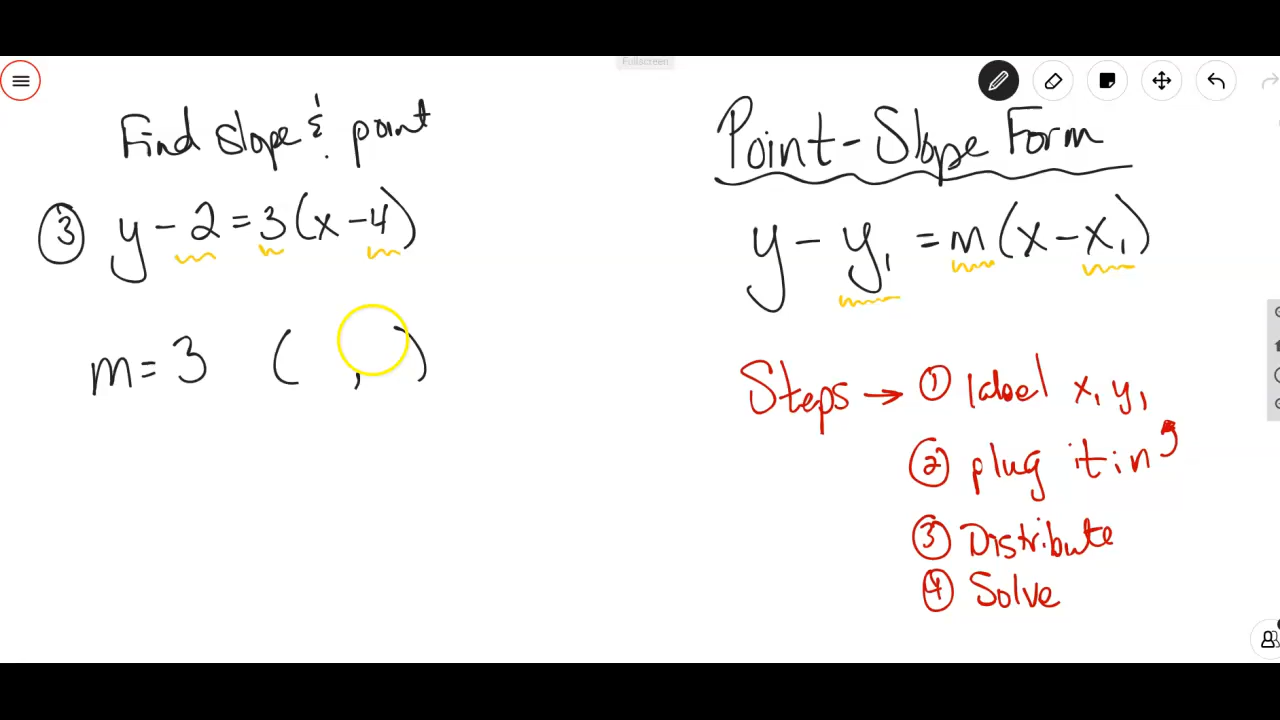 Fullscreen
Find slope & point
③ y - 2 = 3(x - 4)
m = 3 ( , )
Point-Slope Form
y - y₁ = m(x - x₁)
Steps → ① label x₁ y₁
② plug it in
③ Distribute
④ Solve